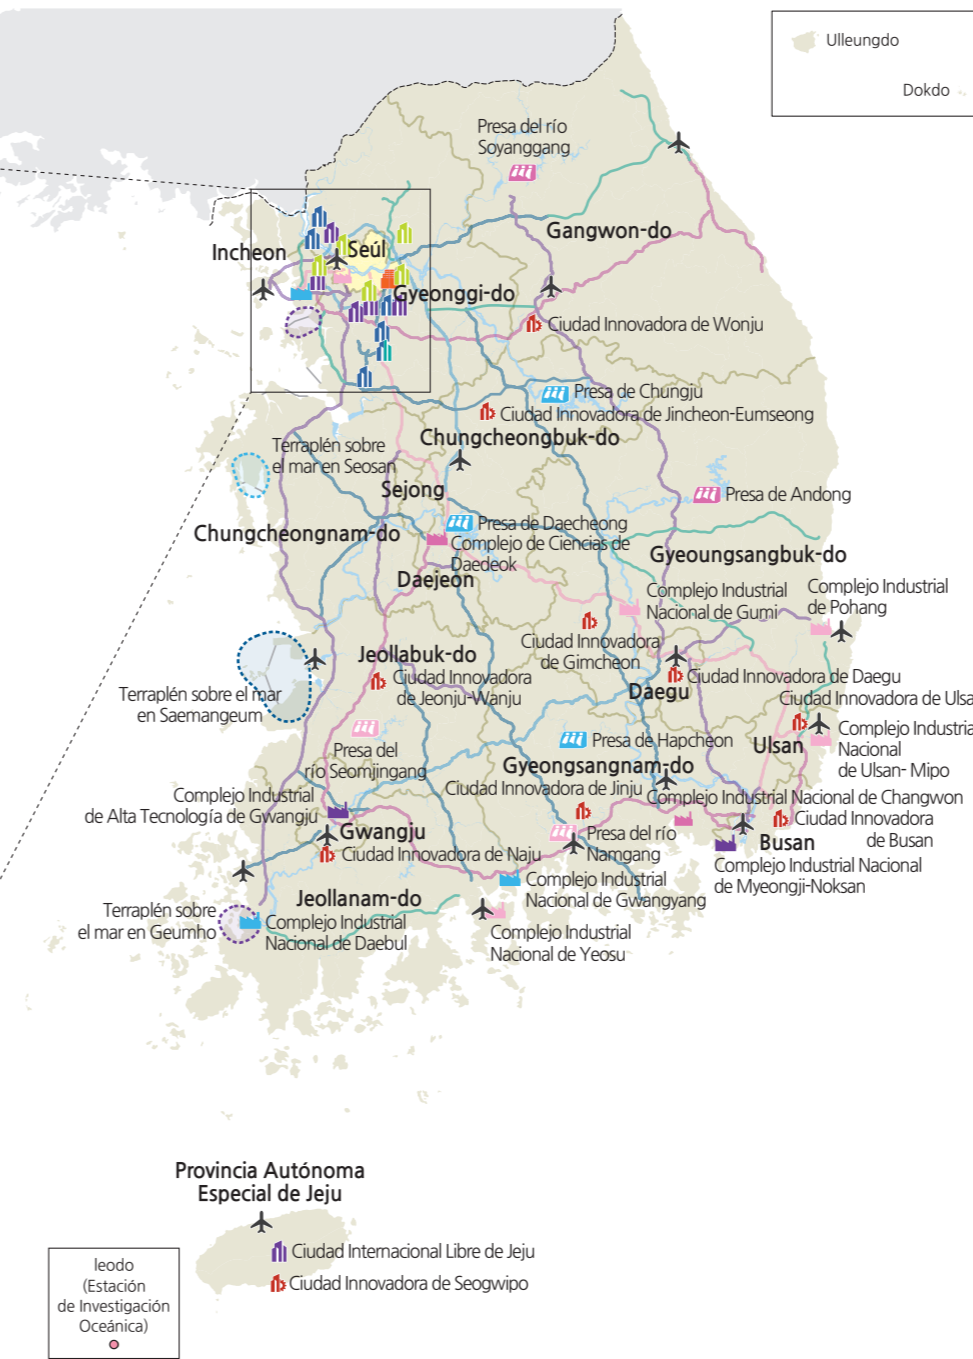 Ulleungdo
Dokdo
Presa del río
Soyanggang
Gangwon-do
Incheon
Seúl
Gyeonggi-do
Ciudad Innovadora de Wonju
Presa de Chungju
Ciudad Innovadora de Jincheon-Eumseong
Chungcheongbuk-do
Terraplén sobre
el mar en Seosan
Sejong
Presa de Andong
Chungcheongnam-do
Presa de Daecheong
Complejo de Ciencias de
Daedeok
Gyeoungsangbuk-do
Daejeon
Complejo Industrial
Nacional de Gumi
Complejo Industrial
de Pohang
Ciudad Innovadora
de Gimcheon
Jeollabuk-do
Ciudad Innovadora
de Jeonju-Wanju
Daegu
Ciudad Innovadora de Daegu
Ciudad Innovadora de Ulsa
Terraplén sobre el mar
en Saemangeum
Presa del
río Seomjingang
Presa de Hapcheon
Ulsan
Complejo Industria
Nacional
de Ulsan- Mipo
Gyeongsangnam-do
Ciudad Innovadora de Jinju
Complejo Industrial
de Alta Tecnología de Gwangju
Complejo Industrial Nacional de Changwon
Gwangju
Ciudad Innovadora de Naju
Presa del río
Namgang
Ciudad Innovadora
de Busan
Busan
Complejo Industrial Nacional
de Myeongji-Noksan
Jeollanam-do
Complejo Industrial
Nacional de Gwangyang
Terraplén sobre
el mar en Geumho
Complejo Industrial
Nacional de Daebul
Complejo Industrial
Nacional de Yeosu
Provincia Autónoma
Especial de Jeju
Ciudad Internacional Libre de Jeju
Ciudad Innovadora de Seogwipo
Ieodo
(Estación
de Investigación
Oceánica)